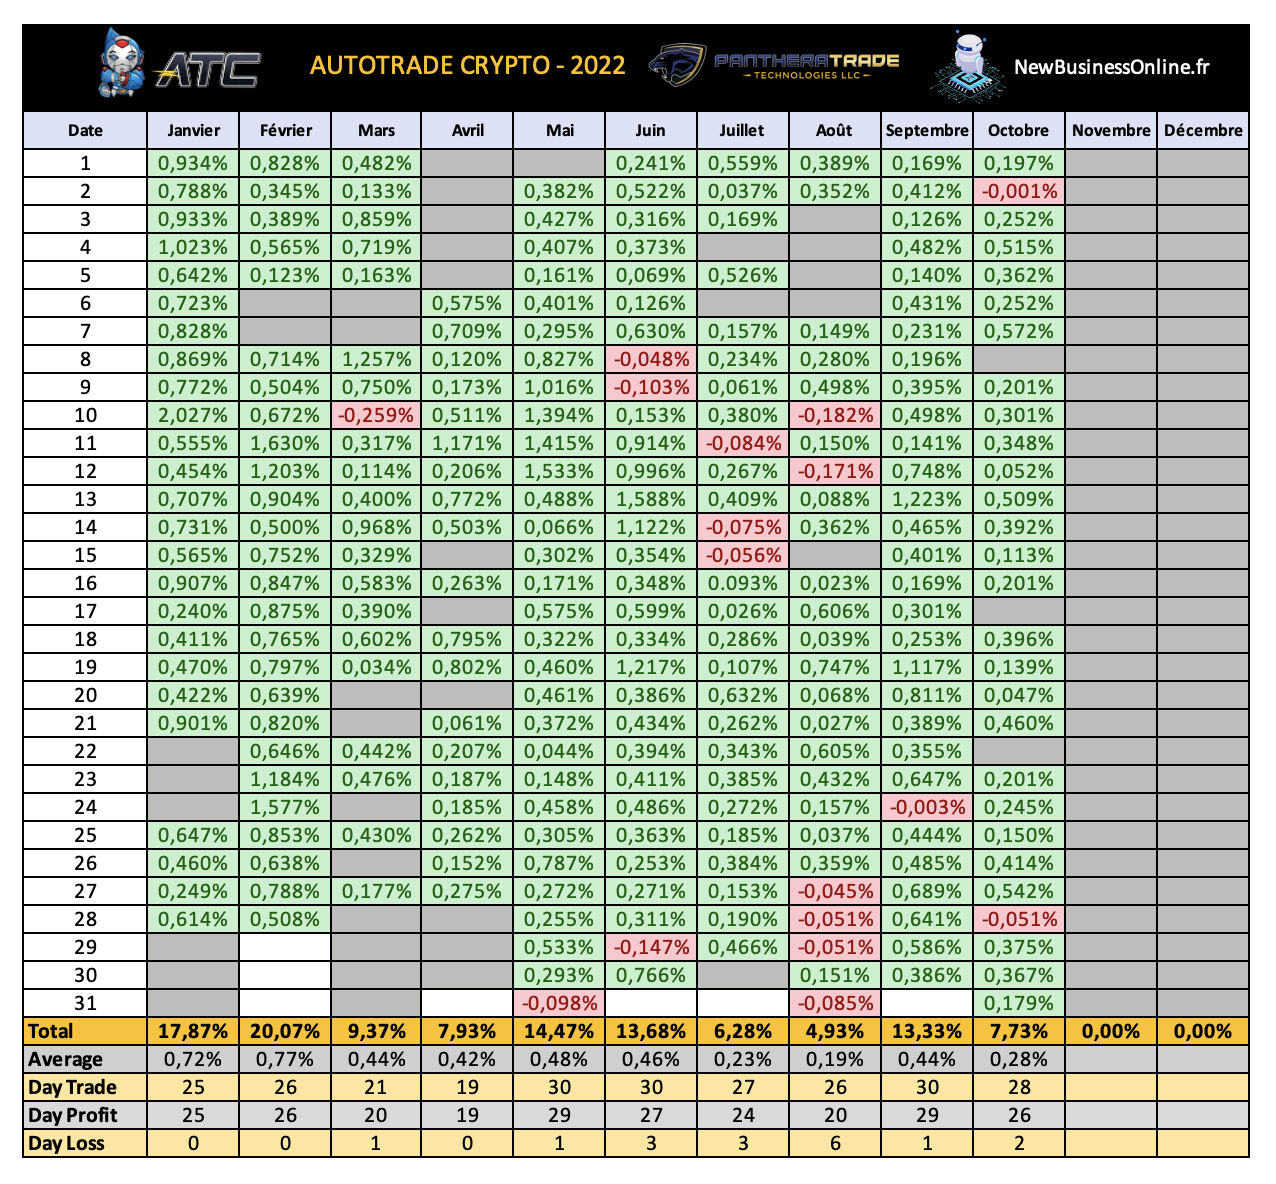 ATC AUTOTRADE CRYPTO - 2022 PANTHERATRADE NewBusinessOnline.fr
TECHNOLOGIES LLC
Date Janvier Février Mars Avril Mai Juin Juillet Août Septembre Octobre Novembre Décembre
1 0,934% 0,828% 0,482% 0,241% 0,559% 0,389% 0,169% 0,197%
2 0,788% 0,345% 0,133% 0,382% 0,522% 0,037% 0,352% 0,412% -0,001%
3 0,933% 0,389% 0,859% 0,427% 0,316% 0,169% 0,126% 0,252%
4 1,023% 0,565% 0,719% 0,407% 0,373% 0,482% 0,515%
5 0,642% 0,123% 0,163% 0,161% 0,069% 0,526% 0,140% 0,362%
6 0,723% 0,575% 0,401% 0,126% 0,431% 0,252%
7 0,828% 0,709% 0,295% 0,630% 0,157% 0,149% 0,231% 0,572%
8 0,869% 0,714% 1,257% 0,120% 0,827% -0,048% 0,234% 0,280% 0,196%
9 0,772% 0,504% 0,750% 0,173% 1,016% -0,103% 0,061% 0,498% 0,395% 0,201%
10 2,027% 0,672% -0,259% 0,511% 1,394% 0,153% 0,380% -0,182% 0,498% 0,301%
11 0,555% 1,630% 0,317% 1,171% 1,415% 0,914% -0,084% 0,150% 0,141% 0,348%
12 0,454% 1,203% 0,114% 0,206% 1,533% 0,996% 0,267% -0,171% 0,748% 0,052%
13 0,707% 0,904% 0,400% 0,772% 0,488% 1,588% 0,409% 0,088% 1,223% 0,509%
14 0,731% 0,500% 0,968% 0,503% 0,066% 1,122% -0,075% 0,362% 0,465% 0,392%
15 0,565% 0,752% 0,329% 0,302% 0,354% -0,056% 0,401% 0,113%
16 0,907% 0,847% 0,583% 0,263% 0,171% 0,348% 0.093% 0,023% 0,169% 0,201%
17 0,240% 0,875% 0,390% 0,575% 0,599% 0,026% 0,606% 0,301%
18 0,411% 0,765% 0,602% 0,795% 0,322% 0,334% 0,286% 0,039% 0,253% 0,396%
19 0,470% 0,797% 0,034% 0,802% 0,460% 1,217% 0,107% 0,747% 1,117% 0,139%
20 0,422% 0,639% 0,461% 0,386% 0,632% 0,068% 0,811% 0,047%
21 0,901% 0,820% 0,061% 0,372% 0,434% 0,262% 0,027% 0,389% 0,460%
22 0,646% 0,442% 0,207% 0,044% 0,394% 0,343% 0,605% 0,355%
23 1,184% 0,476% 0,187% 0,148% 0,411% 0,385% 0,432% 0,647% 0,201%
24 1,577% 0,185% 0,458% 0,486% 0,272% 0,157% -0,003% 0,245%
25 0,647% 0,853% 0,430% 0,262% 0,305% 0,363% 0,185% 0,037% 0,444% 0,150%
26 0,460% 0,638% 0,152% 0,787% 0,253% 0,384% 0,359% 0,485% 0,414%
27 0,249% 0,788% 0,177% 0,275% 0,272% 0,271% 0,153% -0,045% 0,689% 0,542%
28 0,614% 0,508% 0,255% 0,311% 0,190% -0,051% 0,641% -0,051%
29 0,533% -0,147% 0,466% -0,051% 0,586% 0,375%
30 0,293% 0,766% 0,151% 0,386% 0,367%
31 -0,098% -0,085% 0,179%
Total 17,87% 20,07% 9,37% 7,93% 14,47% 13,68% 6,28% 4,93% 13,33% 7,73% 0,00% 0,00%
Average 0,72% 0,77% 0,44% 0,42% 0,48% 0,46% 0,23% 0,19% 0,44% 0,28%
Day Trade 25 26 21 19 30 30 27 26 30 28
Day Profit 25 26 20 19 29 27 24 20 29 26
Day Loss 0 0 1 0 1 3 3 6 1 2